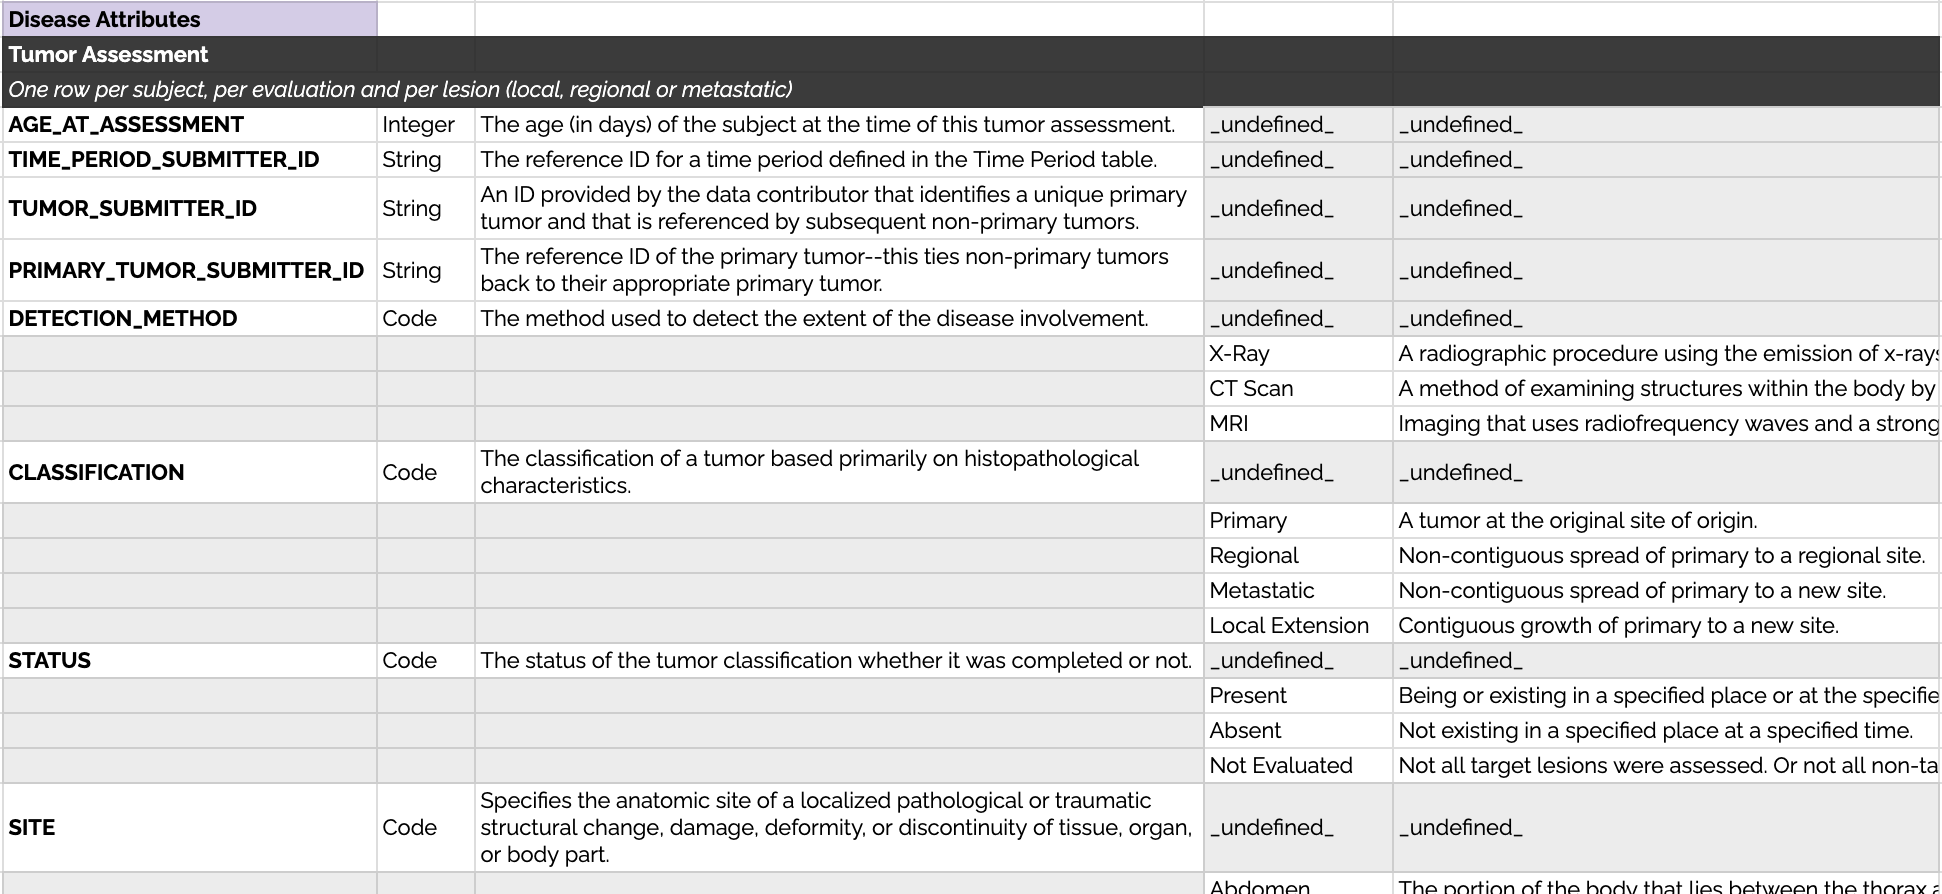 Disease Attributes
Tumor Assessment
One row per subject, per evaluation and per lesion (local, regional or metastatic)
AGE_AT_ASSESSMENT Integer The age (in days) of the subject at the time of this tumor assessment. _undefined_ _undefined_
TIME_PERIOD_SUBMITTER_ID String The reference ID for a time period defined in the Time Period table. _undefined_ _undefined_
TUMOR_SUBMITTER_ID String An ID provided by the data contributor that identifies a unique primary
tumor and that is referenced by subsequent non-primary tumors. _undefined_ _undefined_
PRIMARY_TUMOR_SUBMITTER_ID String The reference ID of the primary tumor--this ties non-primary tumors
back to their appropriate primary tumor. _undefined_ _undefined_
DETECTION_METHOD Code The method used to detect the extent of the disease involvement. _undefined_ _undefined_
X-Ray A radiographic procedure using the emission of x-rays
CT Scan A method of examining structures within the body by
MRI Imaging that uses radiofrequency waves and a strong
CLASSIFICATION Code The classification of a tumor based primarily on histopathological
characteristics. _undefined_ _undefined_
Primary A tumor at the original site of origin.
Regional Non-contiguous spread of primary to a regional site.
Metastatic Non-contiguous spread of primary to a new site.
Local Extension Contiguous growth of primary to a new site.
STATUS Code The status of the tumor classification whether it was completed or not. _undefined_ _undefined_
Present Being or existing in a specified place or at the specifie
Absent Not existing in a specified place at a specified time.
Not Evaluated Not all target lesions were assessed. Or not all non-ta
SITE Code Specifies the anatomic site of a localized pathological or traumatic
structural change, damage, deformity, or discontinuity of tissue, organ,
or body part. _undefined_ _undefined_
Abdomen The portion of the body that lies between the thorax a